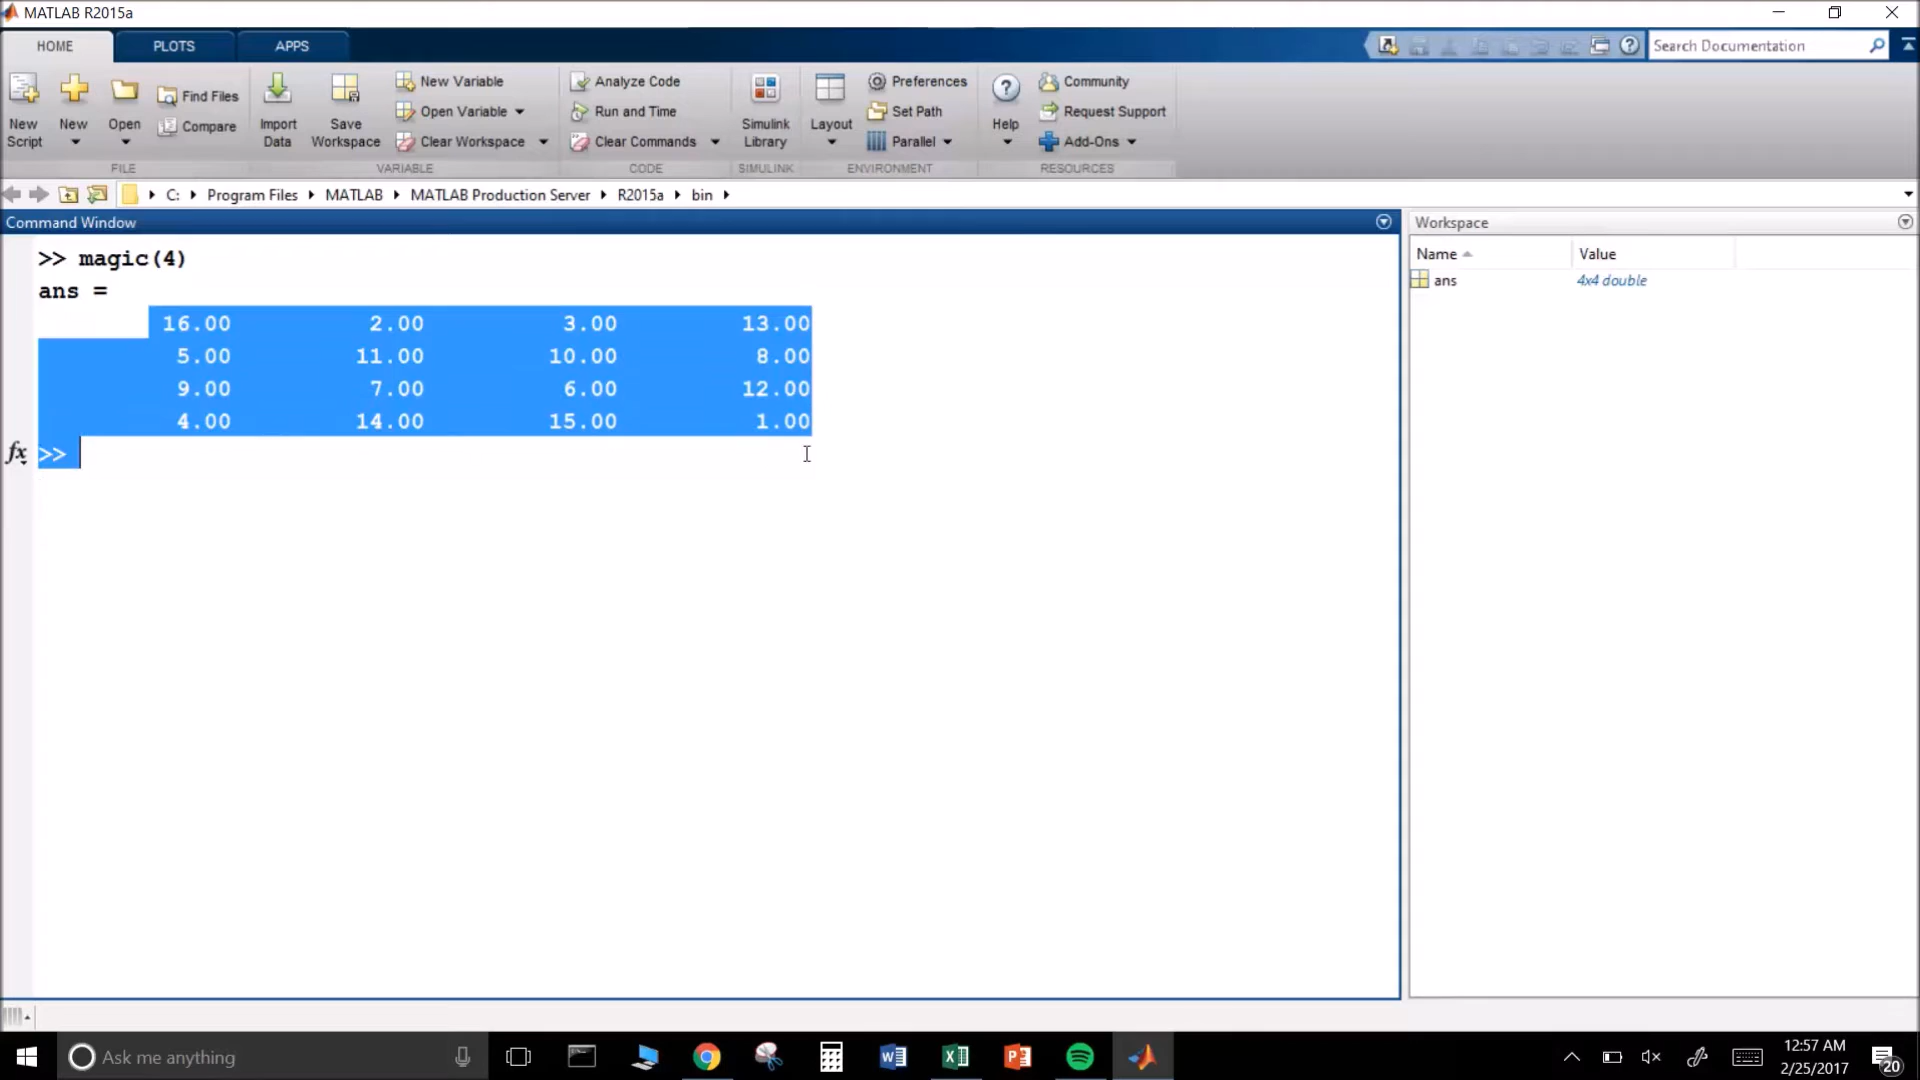 MATLAB R2015a
HOME PLOTS APPS
Search Documentation
New Script
New
Open
Find Files
Compare
Import Data
Save Workspace
New Variable
Open Variable
Clear Workspace
Analyze Code
Run and Time
Clear Commands
Simulink Library
Layout
Preferences
Set Path
Parallel
Help
Community
Request Support
Add-Ons
FILE VARIABLE CODE SIMULINK ENVIRONMENT RESOURCES
C: Program Files MATLAB MATLAB Production Server R2015a bin
Command Window
>> magic(4)
ans =
16.00 2.00 3.00 13.00
5.00 11.00 10.00 8.00
9.00 7.00 6.00 12.00
4.00 14.00 15.00 1.00
fx >>
Workspace
Name Value
ans 4x4 double
Ask me anything
12:57 AM
2/25/2017
20